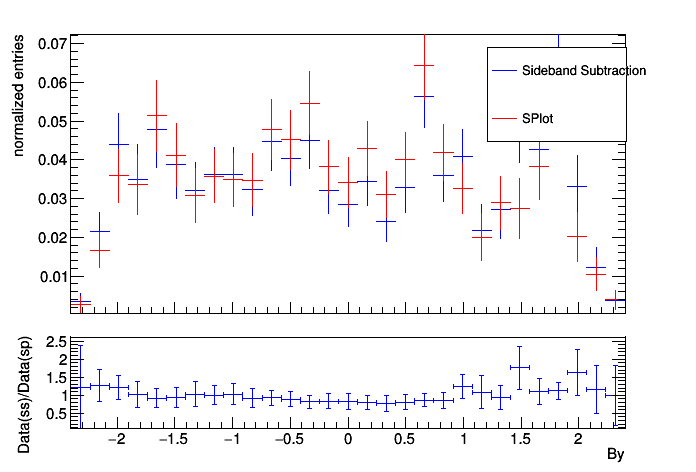 normalized entries
0.07
0.06
0.05
0.04
0.03
0.02
0.01
Sideband Subtraction
SPlot
Data(ss)/Data(sp)
2.5
2
1.5
1
0.5
−2 −1.5 −1 −0.5 0 0.5 1 1.5 2
By